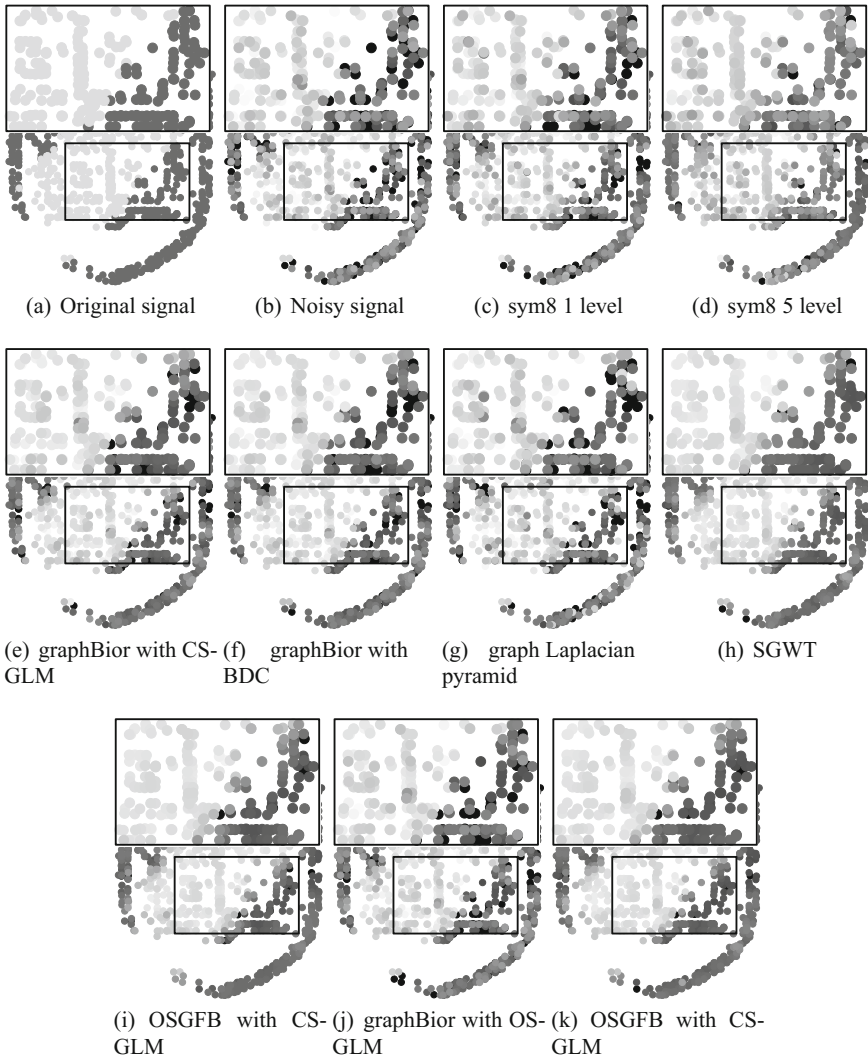 (a) Original signal
(b) Noisy signal
(c) sym8 1 level
(d) sym8 5 level
(e) graphBior with CS-
GLM
(f) graphBior with
BDC
(g) graph Laplacian
pyramid
(h) SGWT
(i) OSGFB with CS-
GLM
(j) graphBior with OS-
GLM
(k) OSGFB with CS-
GLM